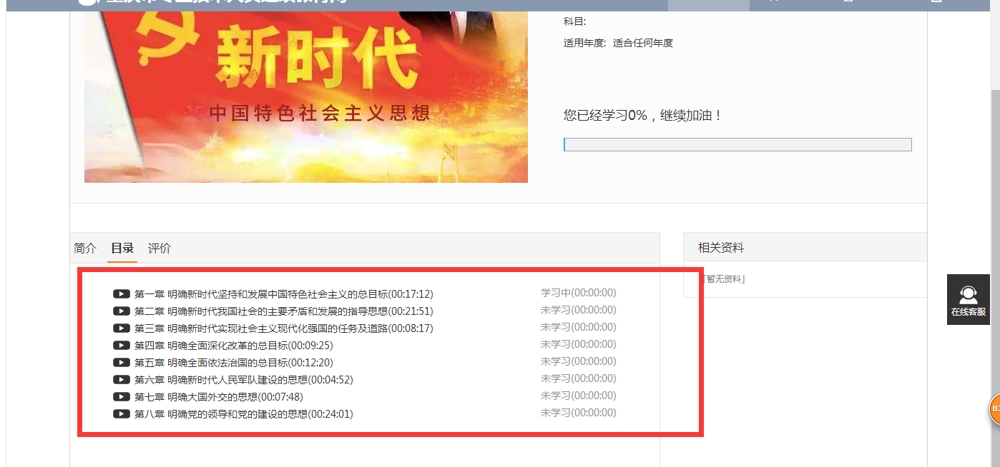 科目:
适用年度: 适合任何年度
新时代
中国特色社会主义思想
您已经学习0%，继续加油！
简介 目录 评价
相关资料
[暂无资料]
第一章 明确新时代坚持和发展中国特色社会主义的总目标(00:17:12) 学习中(00:00:00)
第二章 明确新时代我国社会的主要矛盾和发展的指导思想(00:21:51) 未学习(00:00:00)
第三章 明确新时代实现社会主义现代化强国的任务及道路(00:08:17) 未学习(00:00:00)
第四章 明确全面深化改革的总目标(00:09:25) 未学习(00:00:00)
第五章 明确全面依法治国的总目标(00:12:20) 未学习(00:00:00)
第六章 明确新时代人民军队建设的思想(00:04:52) 未学习(00:00:00)
第七章 明确大国外交的思想(00:07:48) 未学习(00:00:00)
第八章 明确党的领导和党的建设的思想(00:24:01) 未学习(00:00:00)
在线客服
83